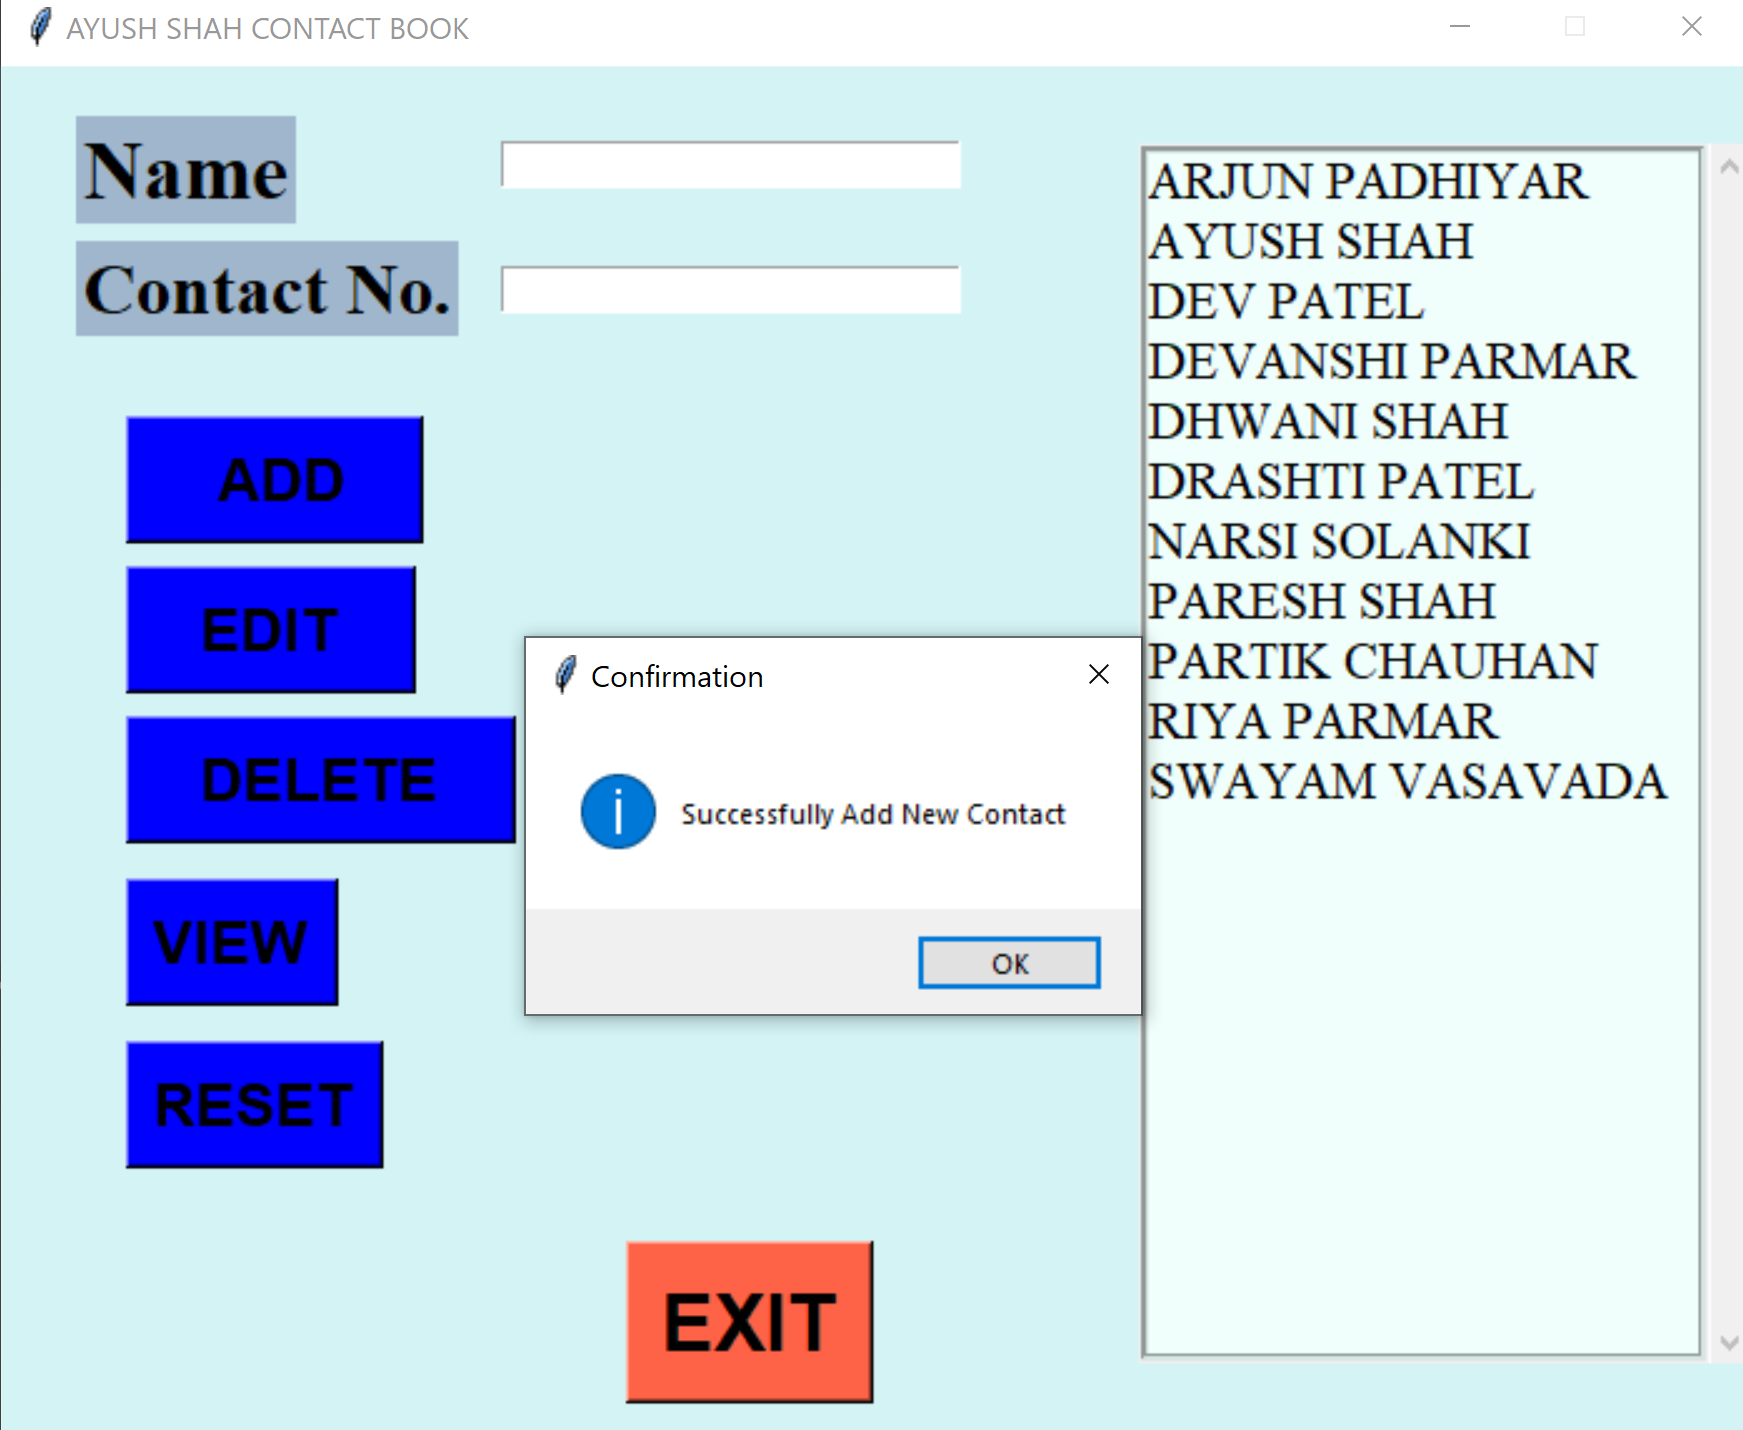 AYUSH SHAH CONTACT BOOK
Name
Contact No.
ADD
EDIT
DELETE
VIEW
RESET
EXIT
Confirmation
Successfully Add New Contact
OK
ARJUN PADHIYAR
AYUSH SHAH
DEV PATEL
DEVANSHI PARMAR
DHWANI SHAH
DRASHTI PATEL
NARSI SOLANKI
PARESH SHAH
PARTIK CHAUHAN
RIYA PARMAR
SWAYAM VASAVADA